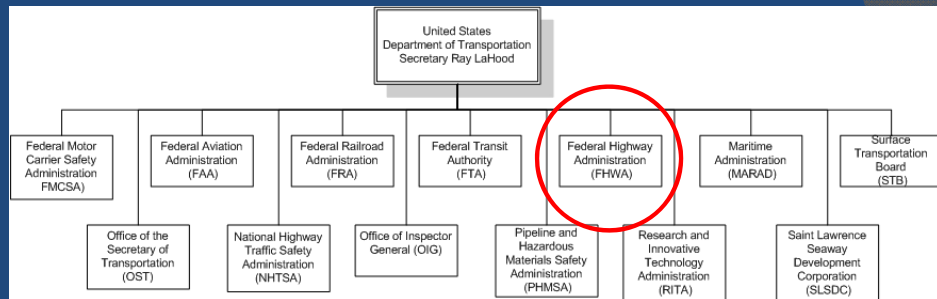 United States
Department of Transportation
Secretary Ray LaHood
Federal Motor
Carrier Safety
Administration
FMCSA)
Federal Aviation
Administration
(FAA)
Federal Railroad
Administration
(FRA)
Federal Transit
Authority
(FTA)
Federal Highway
Administration
(FHWA)
Maritime
Administration
(MARAD)
Surface
Transportation
Board
(STB)
Office of the
Secretary of
Transportation
(OST)
National Highway
Traffic Safety
Administration
(NHTSA)
Office of Inspector
General (OIG)
Pipeline and
Hazardous
Materials Safety
Administration
(PHMSA)
Research and
Innovative
Technology
Administration
(RITA)
Saint Lawrence
Seaway
Development
Corporation
(SLSDC)